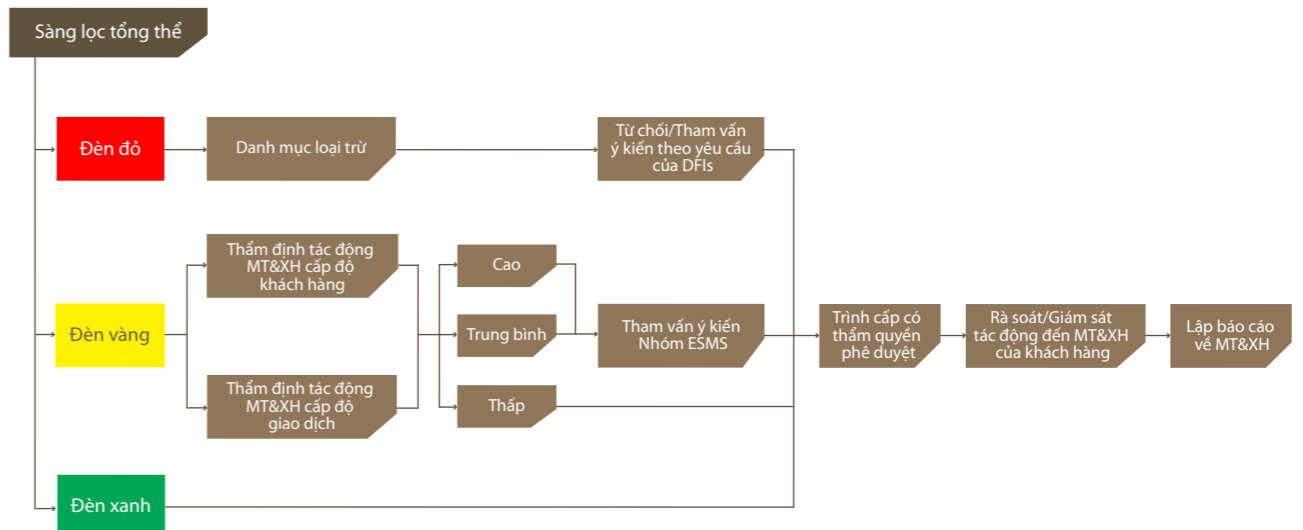 Sàng lọc tổng thể
Đèn đỏ
Danh mục loại trừ
Từ chối/Tham vấn
ý kiến theo yêu cầu
của DFIs
Đèn vàng
Thẩm định tác động
MT&XH cấp độ
khách hàng
Thẩm định tác động
MT&XH cấp độ
giao dịch
Cao
Trung bình
Thấp
Tham vấn ý kiến
Nhóm ESMS
Trình cấp có
thẩm quyền
phê duyệt
Rà soát/Giám sát
tác động đến MT&XH
của khách hàng
Lập báo cáo
về MT&XH
Đèn xanh